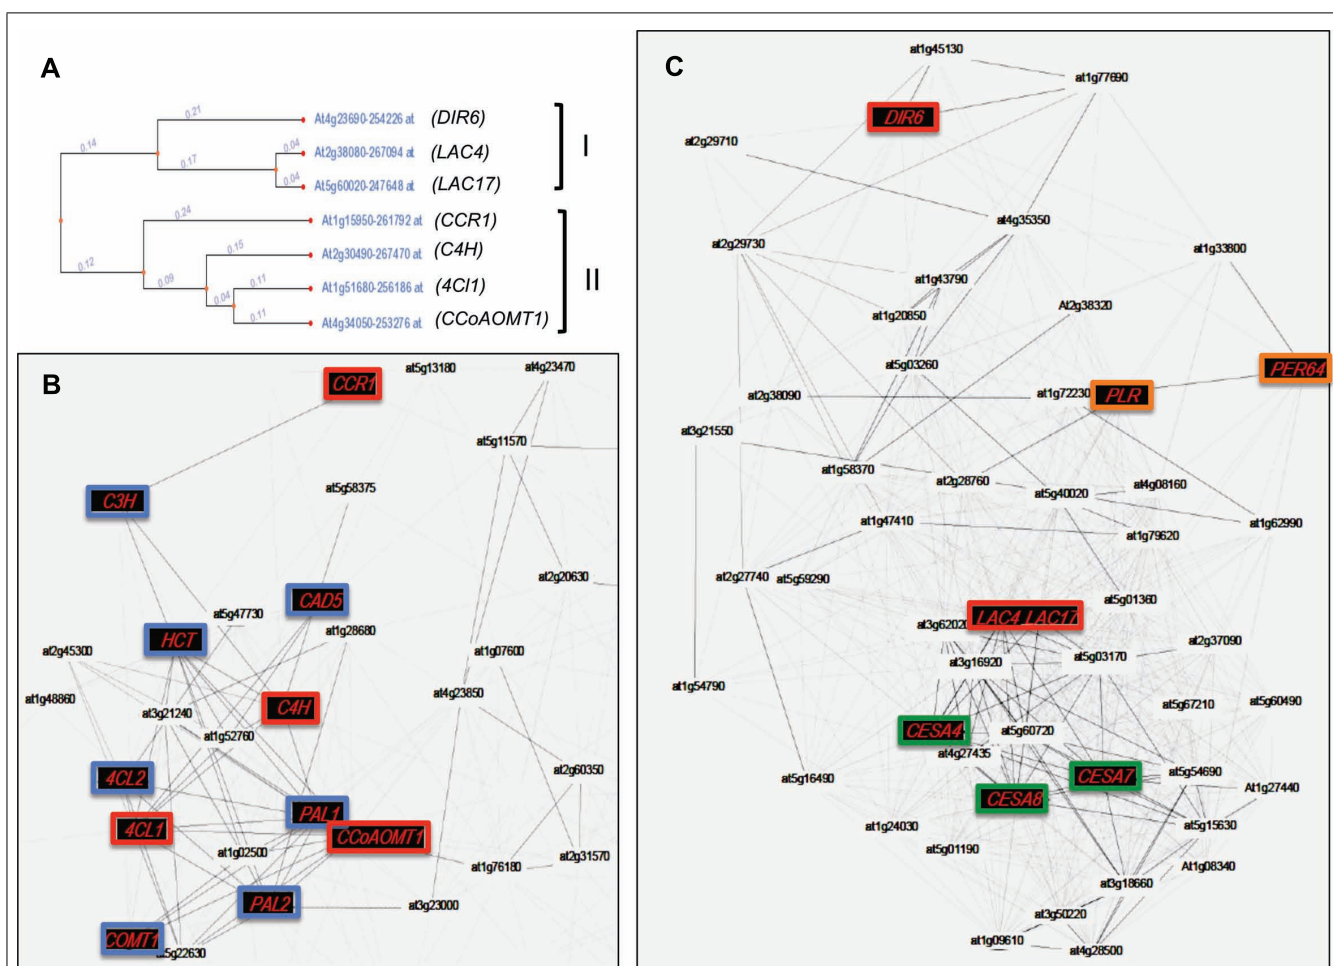 A
0.14
0.21
At4g23690-254226 at (DIR6)
0.17
0.04
At2g38080-267094 at (LAC4)
I
0.04
At5g60020-247648 at (LAC17)
0.24
At1g15950-261792 at (CCR1)
0.12
0.15
At2g30490-267470 at (C4H)
0.09
II
0.11
At1g51680-256186 at (4Cl1)
0.04
0.11
At4g34050-253276 at (CCoAOMT1)
B
at5g13180
at4g23470
CCR1
at5g11570
at5g58375
C3H
at2g20630
CAD5
at5g47730
HCT
at1g28680
at2g45300
at1g07600
at1g48860
at4g23850
C4H
at3g21240
at1g52760
4CL2
at2g60350
PAL1
4CL1
CCoAOMT1
at1g02500
at2g31570
at1g76180
PAL2
at3g23000
COMT1
at5g22630
C
at1g45130
at1g77690
DIR6
at2g29710
at4g35350
at2g29730
at1g33800
at1g43790
At2g38320
at1g20850
at5g03260
PER64
at2g38090
at1g72230
PLR
at3g21550
at1g58370
at2g28760
at4g08160
at5g40020
at1g47410
at1g62990
at1g79620
at2g27740
at5g59290
at5g01360
LAC4 LAC17
at3g62020
at2g37090
at3g16920
at5g03170
at1g54790
at5g67210
at5g60490
CESA4
at5g60720
at4g27435
at5g16490
CESA7
at5g54690
At1g27440
CESA8
at1g24030
at5g15630
at5g01190
At1g08340
at3g18660
at3g50220
at1g09610
at4g28500